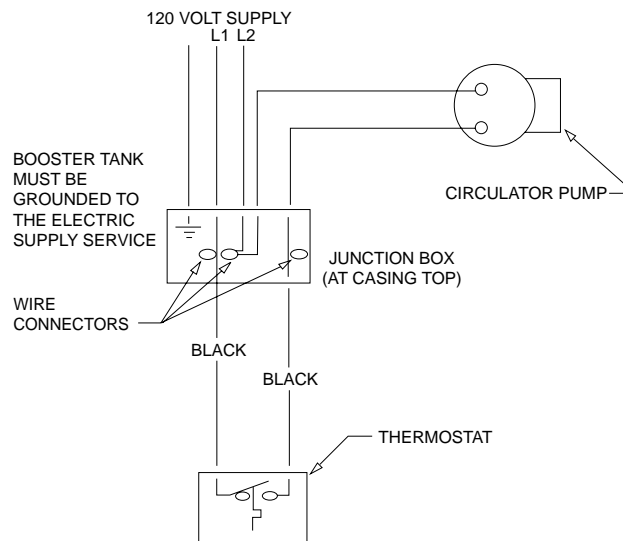 120 VOLT SUPPLY
L1 L2
BOOSTER TANK
MUST BE
GROUNDED TO
THE ELECTRIC
SUPPLY SERVICE
CIRCULATOR PUMP
JUNCTION BOX
(AT CASING TOP)
WIRE
CONNECTORS
BLACK
BLACK
THERMOSTAT